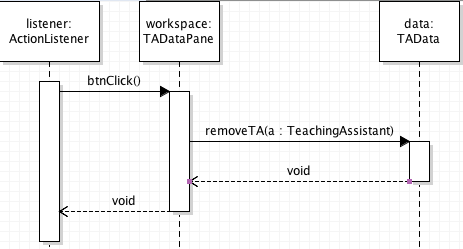 listener:
ActionListener
workspace:
TADataPane
data:
TAData
btnClick()
removeTA(a : TeachingAssistant)
void
void